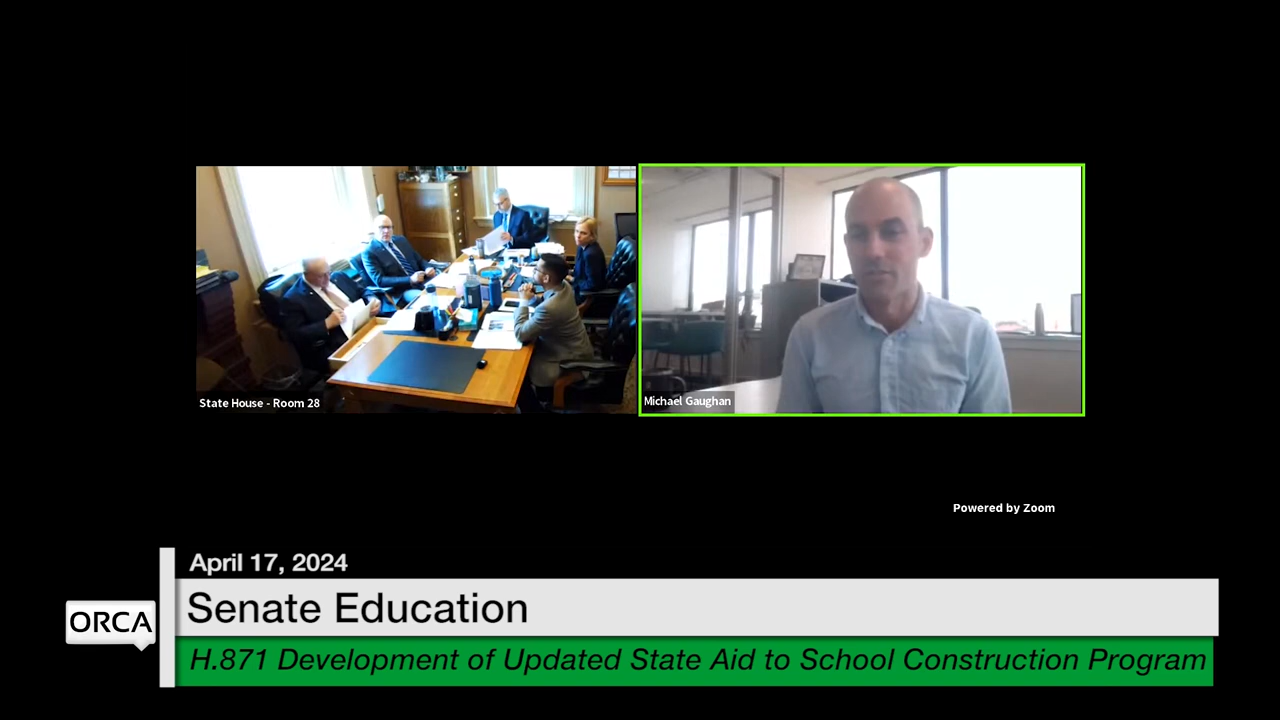 State House - Room 28
Michael Gaughan
Powered by Zoom
April 17, 2024
Senate Education
ORCA
H.871 Development of Updated State Aid to School Construction Program